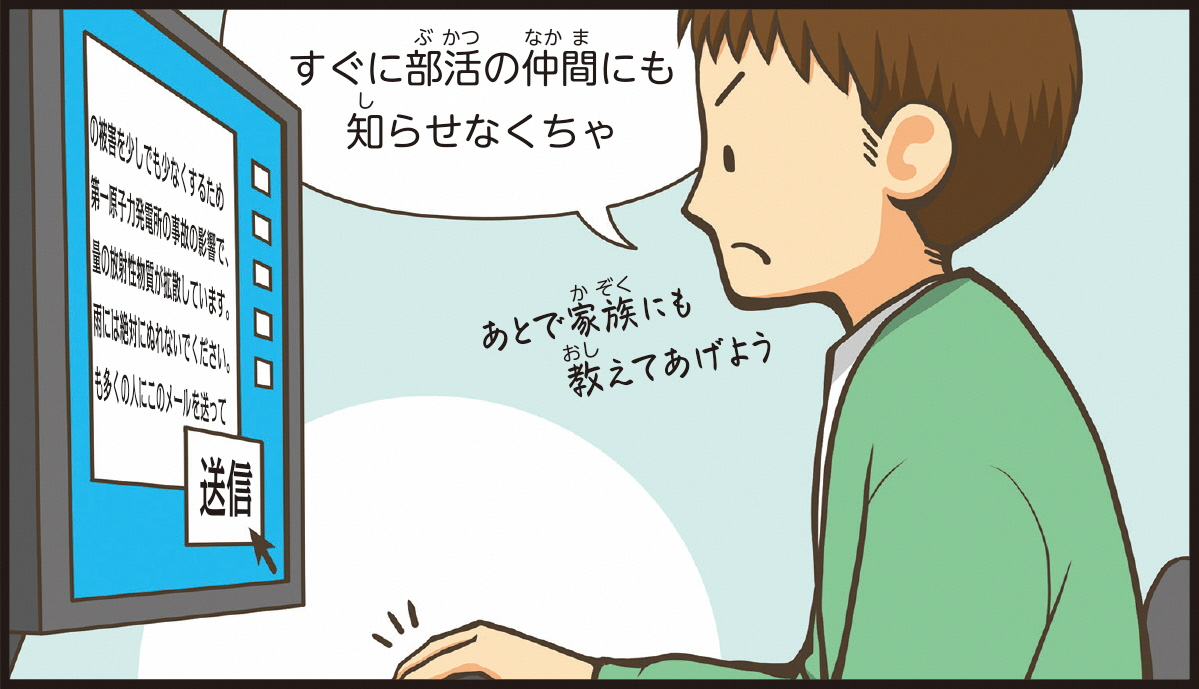 すぐに部活の仲間にも
知らせなくちゃ
あとで家族にも
教えてあげよう
の被害を少しでも少なくするため
第一原子力発電所の事故の影響で、
量の放射性物質が拡散しています。
雨には絶対にぬれないでください。
も多くの人にこのメールを送って
送信